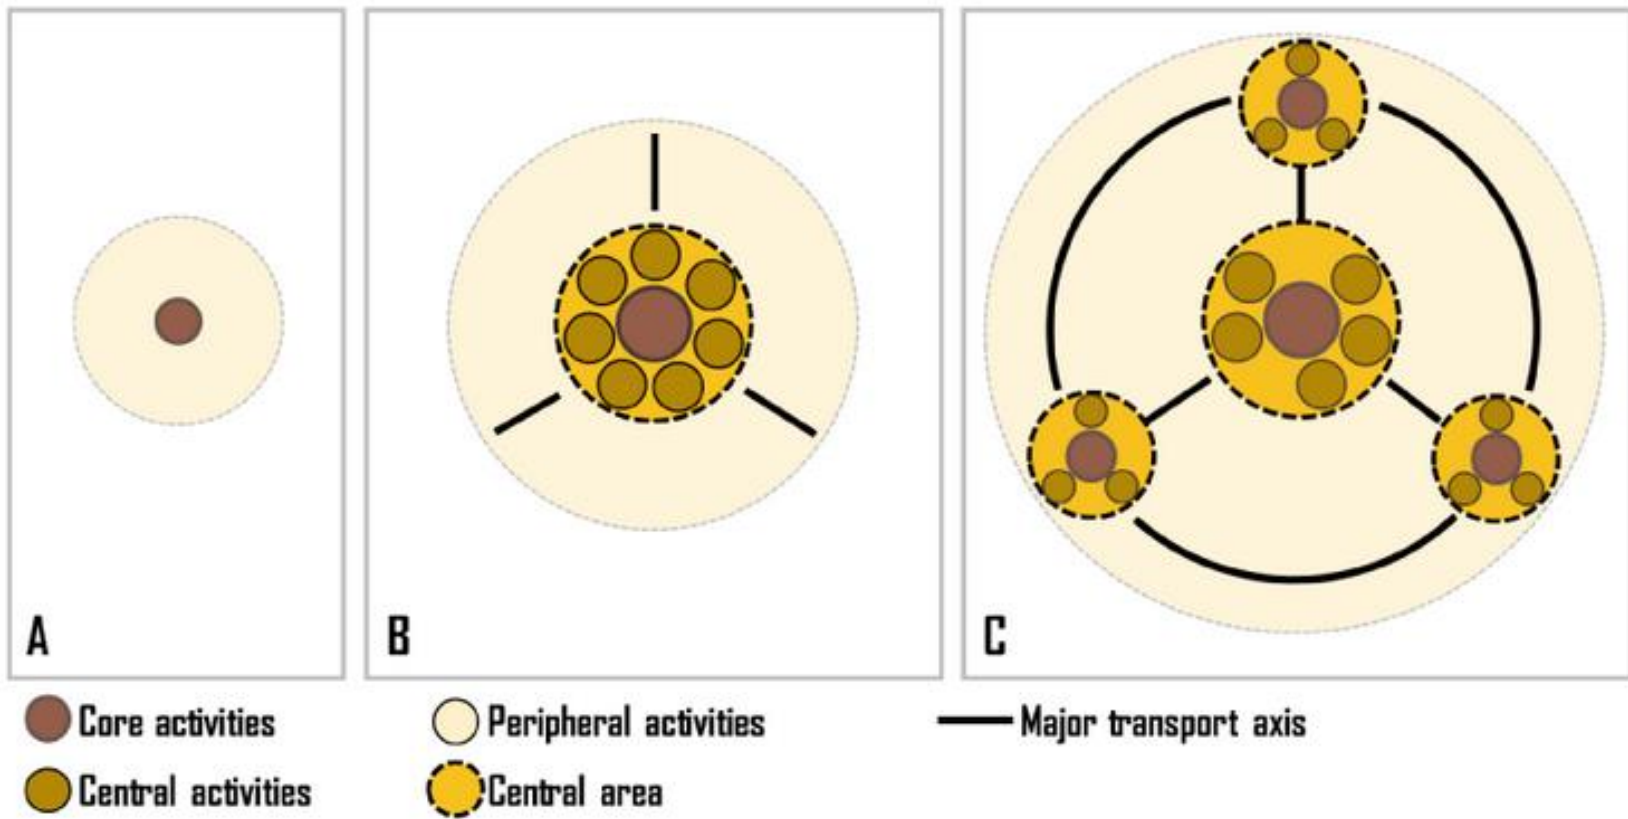 A
B
C
Core activities
Peripheral activities
Major transport axis
Central activities
Central area